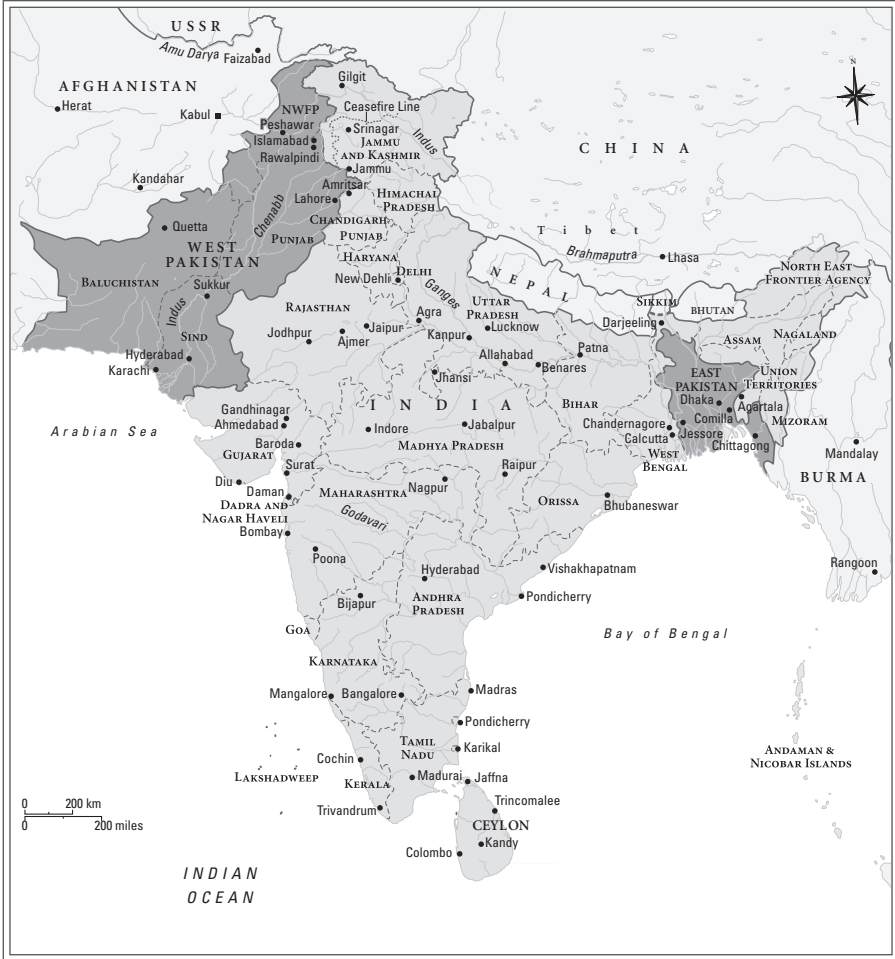 USSR
Amu Darya
Faizabad
AFGHANISTAN
Herat
Kabul
Gilgit
N
NWFP
Ceasefire Line
Peshawar
Islamabad
Rawalpindi
Srinagar
Indus
JAMMU
AND KASHMIR
Jammu
CHINA
Kandahar
Amritsar
Lahore
HIMACHAL
PRADESH
Chenabb
CHANDIGARH
PUNJAB
PUNJAB
Quetta
WEST
PAKISTAN
Tibet
Brahmaputra
Lhasa
HARYANA
New Delhi
DELHI
BALUCHISTAN
Sukkur
Indus
Ganges
NEPAL
NORTH EAST
FRONTIER AGENCY
SIKKIM
BHUTAN
RAJASTHAN
UTTAR
PRADESH
Agra
Jaipur
Jodhpur
Ajmer
Kanpur
Lucknow
Darjeeling
SIND
ASSAM
NAGALAND
Hyderabad
Karachi
Allahabad
Patna
Benares
Jhansi
EAST
PAKISTAN
UNION
TERRITORIES
Dhaka
Agartala
Comilla
MIZORAM
INDIA
BIHAR
Gandhinagar
Ahmedabad
Arabian Sea
Indore
Jabalpur
Chandernagore
Calcutta
Jessore
Chittagong
Baroda
GUJARAT
MADHYA PRADESH
WEST
BENGAL
Mandalay
Surat
Raipur
BURMA
Diu
Daman
MAHARASHTRA
Nagpur
DADRA AND
NAGAR HAVELI
ORISSA
Bhubaneswar
Godavari
Bombay
Poona
Hyderabad
Vishakhapatnam
Rangoon
Bijapur
ANDHRA
PRADESH
Pondicherry
GOA
Bay of Bengal
KARNATAKA
Mangalore
Bangalore
Madras
Pondicherry
TAMIL
NADU
Karikal
Cochin
ANDAMAN &
NICOBAR ISLANDS
LAKSHADWEEP
KERALA
Madurai
Jaffna
Trivandrum
Trincomalee
CEYLON
Kandy
Colombo
0 200 km
0 200 miles
INDIAN
OCEAN